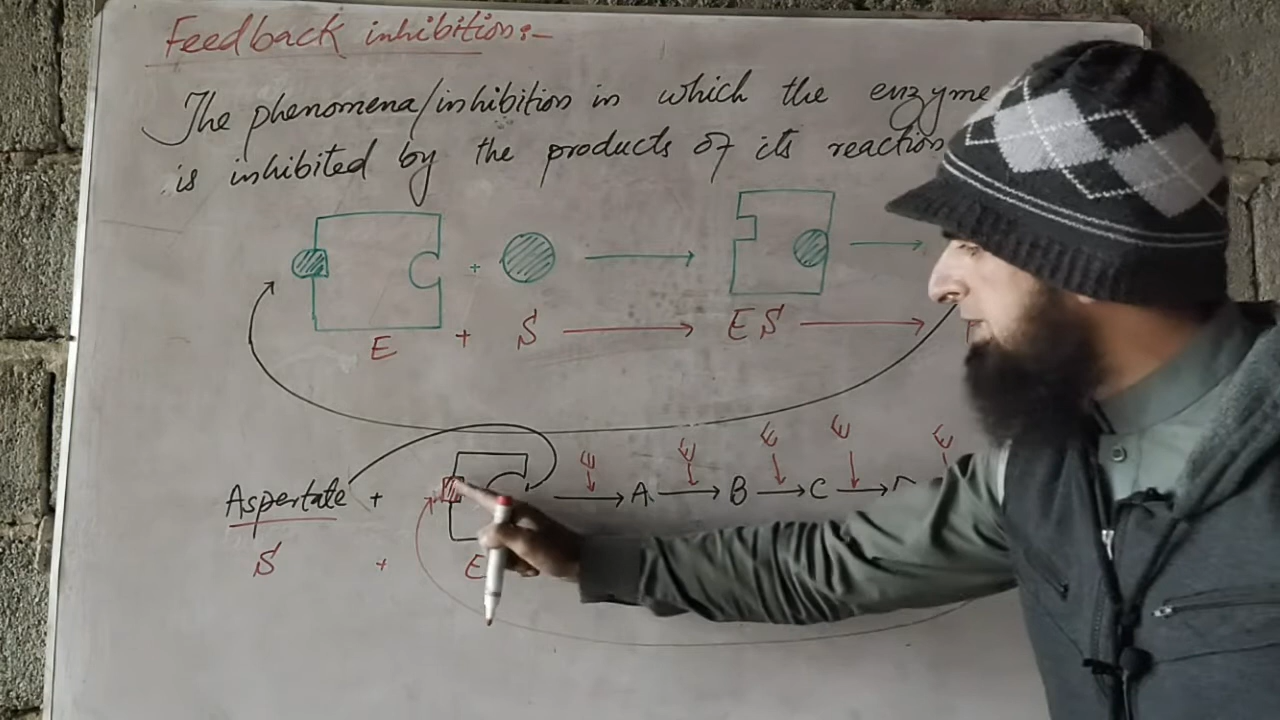 Feedback inhibition:-
The phenomena/inhibition in which the enzyme
is inhibited by the products of its reaction
+
E + S ES
E E E E E
Aspertate + A B C
S + E